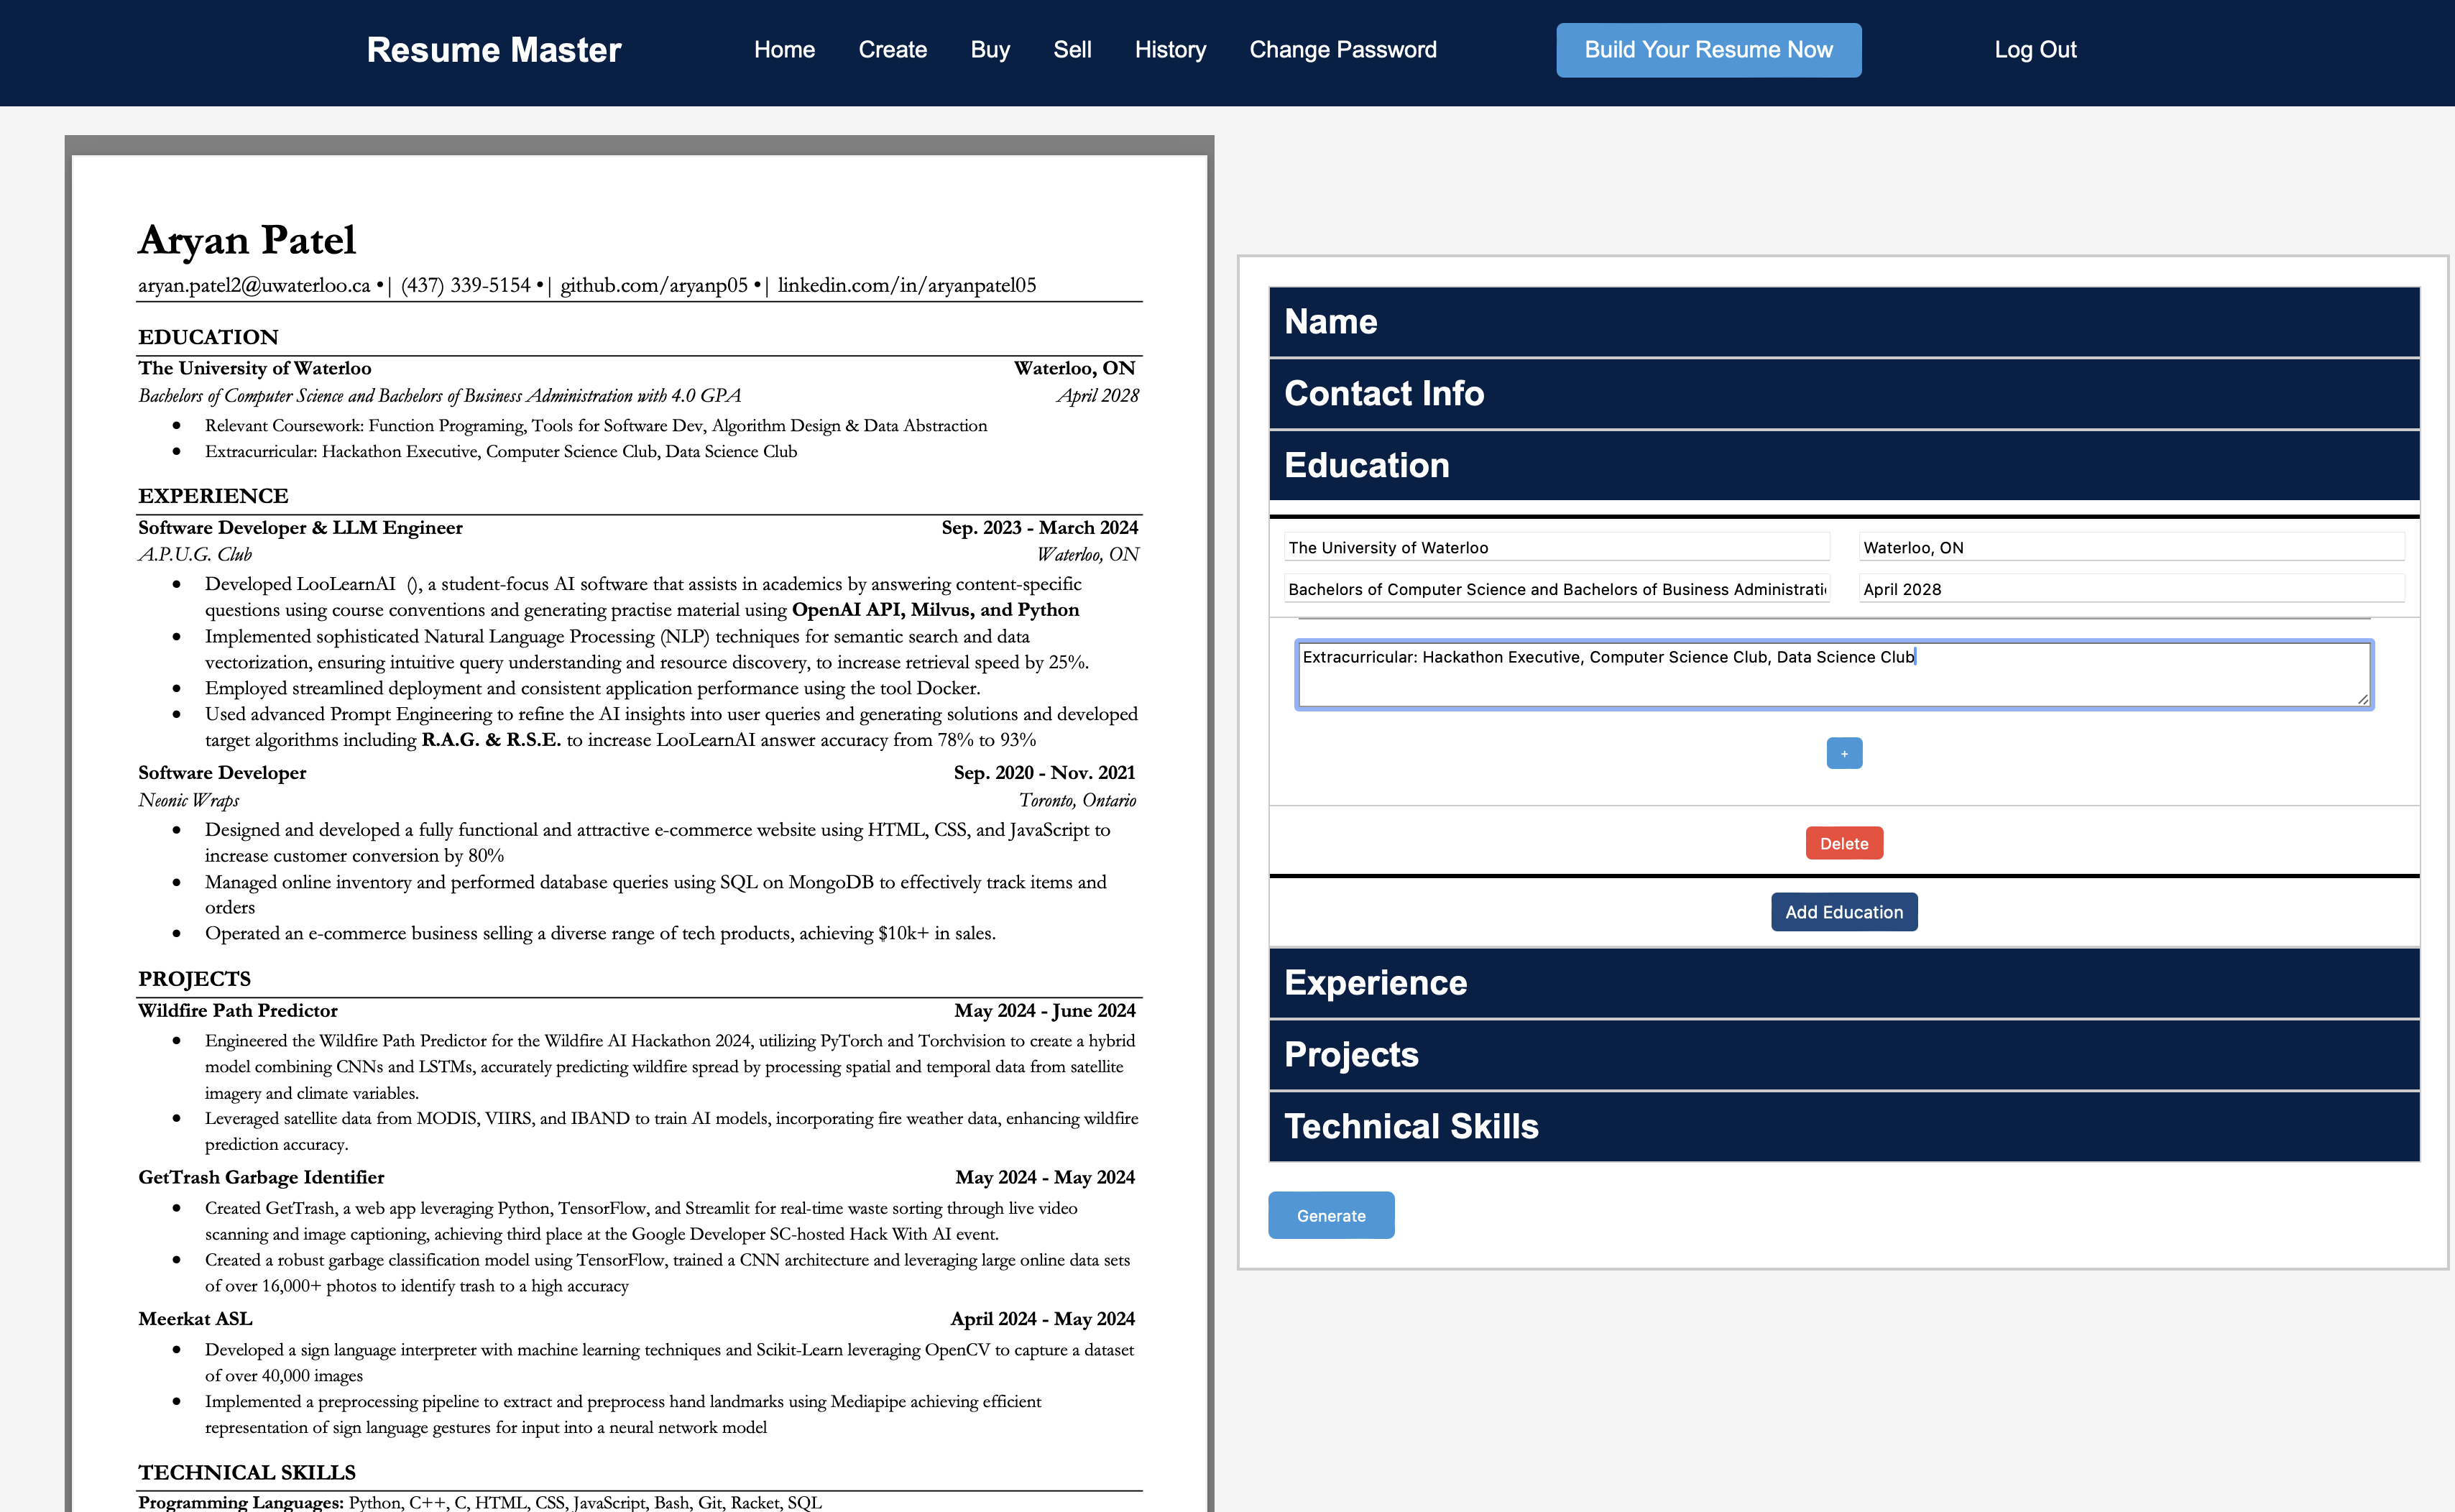 Resume Master Home Create Buy Sell History Change Password Build Your Resume Now Log Out
Aryan Patel
aryan.patel2@uwaterloo.ca •| (437) 339-5154 •| github.com/aryanp05 •| linkedin.com/in/aryanpatel05
EDUCATION
The University of Waterloo Waterloo, ON
Bachelors of Computer Science and Bachelors of Business Administration with 4.0 GPA April 2028
• Relevant Coursework: Function Programing, Tools for Software Dev, Algorithm Design & Data Abstraction
• Extracurricular: Hackathon Executive, Computer Science Club, Data Science Club
EXPERIENCE
Software Developer & LLM Engineer Sep. 2023 - March 2024
A.P.U.G. Club Waterloo, ON
• Developed LooLearnAI (), a student-focus AI software that assists in academics by answering content-specific
questions using course conventions and generating practise material using OpenAI API, Milvus, and Python
• Implemented sophisticated Natural Language Processing (NLP) techniques for semantic search and data
vectorization, ensuring intuitive query understanding and resource discovery, to increase retrieval speed by 25%.
• Employed streamlined deployment and consistent application performance using the tool Docker.
• Used advanced Prompt Engineering to refine the AI insights into user queries and generating solutions and developed
target algorithms including R.A.G. & R.S.E. to increase LooLearnAI answer accuracy from 78% to 93%
Software Developer Sep. 2020 - Nov. 2021
Neonic Wraps Toronto, Ontario
• Designed and developed a fully functional and attractive e-commerce website using HTML, CSS, and JavaScript to
increase customer conversion by 80%
• Managed online inventory and performed database queries using SQL on MongoDB to effectively track items and
orders
• Operated an e-commerce business selling a diverse range of tech products, achieving $10k+ in sales.
PROJECTS
Wildfire Path Predictor May 2024 - June 2024
• Engineered the Wildfire Path Predictor for the Wildfire AI Hackathon 2024, utilizing PyTorch and Torchvision to create a hybrid
model combining CNNs and LSTMs, accurately predicting wildfire spread by processing spatial and temporal data from satellite
imagery and climate variables.
• Leveraged satellite data from MODIS, VIIRS, and IBAND to train AI models, incorporating fire weather data, enhancing wildfire
prediction accuracy.
GetTrash Garbage Identifier May 2024 - May 2024
• Created GetTrash, a web app leveraging Python, TensorFlow, and Streamlit for real-time waste sorting through live video
scanning and image captioning, achieving third place at the Google Developer SC-hosted Hack With AI event.
• Created a robust garbage classification model using TensorFlow, trained a CNN architecture and leveraging large online data sets
of over 16,000+ photos to identify trash to a high accuracy
Meerkat ASL April 2024 - May 2024
• Developed a sign language interpreter with machine learning techniques and Scikit-Learn leveraging OpenCV to capture a dataset
of over 40,000 images
• Implemented a preprocessing pipeline to extract and preprocess hand landmarks using Mediapipe achieving efficient
representation of sign language gestures for input into a neural network model
TECHNICAL SKILLS
Programming Languages: Python, C++, C, HTML, CSS, JavaScript, Bash, Git, Racket, SQL
Name
Contact Info
Education
The University of Waterloo Waterloo, ON
Bachelors of Computer Science and Bachelors of Business Administrati April 2028
Extracurricular: Hackathon Executive, Computer Science Club, Data Science Club
+
Delete
Add Education
Experience
Projects
Technical Skills
Generate